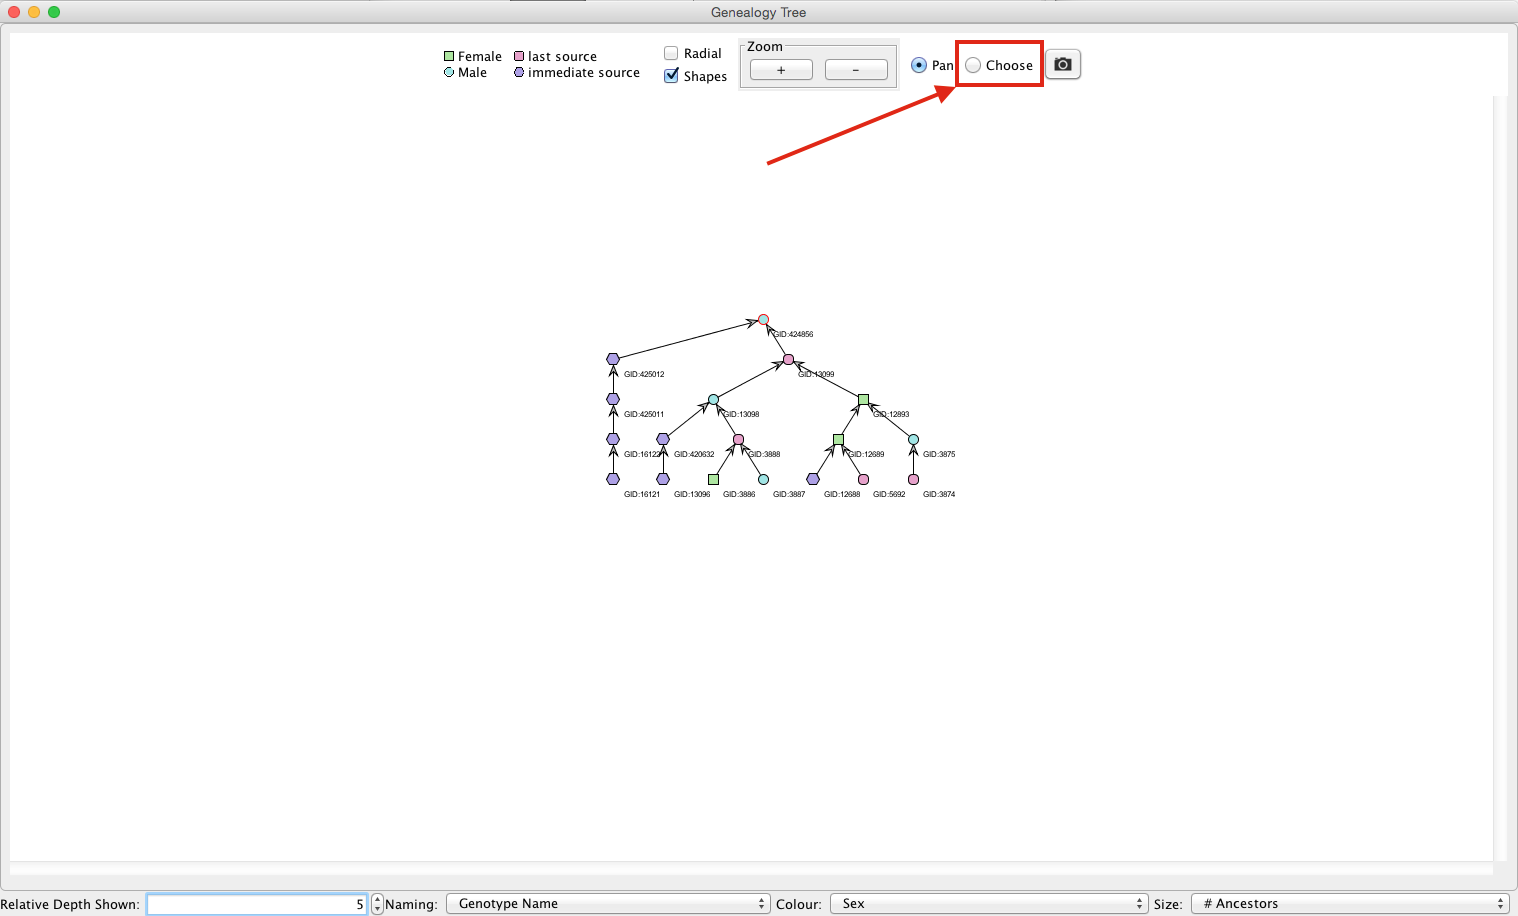 Genealogy Tree
Female
last source
Male
immediate source
Radial
Shapes
Zoom
+
-
Pan
Choose
GID:424856
GID:425012
GID:13099
GID:425011
GID:13098
GID:12893
GID:16122
GID:420632
GID:3888
GID:12689
GID:3875
GID:16121
GID:13096
GID:3886
GID:3887
GID:12688
GID:5692
GID:3874
Relative Depth Shown: 5 Naming: Genotype Name Colour: Sex Size: # Ancestors